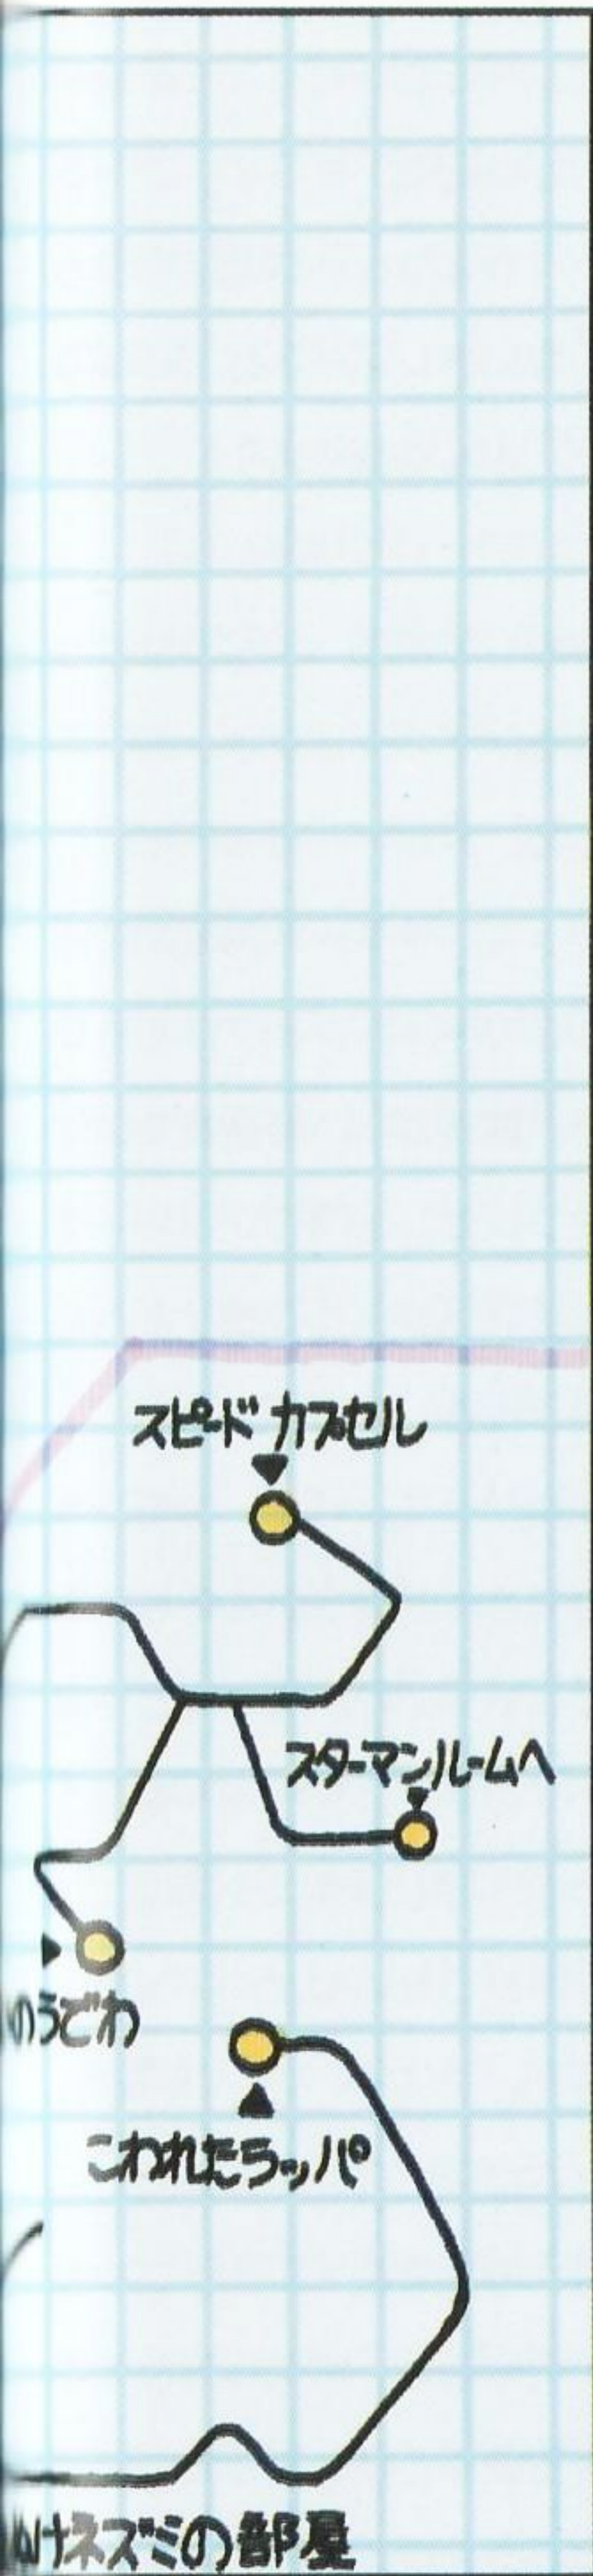 スピード カプセル
スターマンルームへ
のうでわ
こわれたラッパ
ぬけネズミの部屋